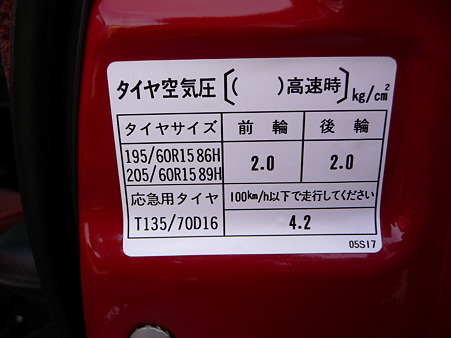 タイヤ空気圧[( )高速時]kg/cm²
タイヤサイズ 前輪 後輪
195/60R15 86H 2.0 2.0
205/60R15 89H
応急用タイヤ 100km/h以下で走行してください
T135/70D16 4.2
05S17